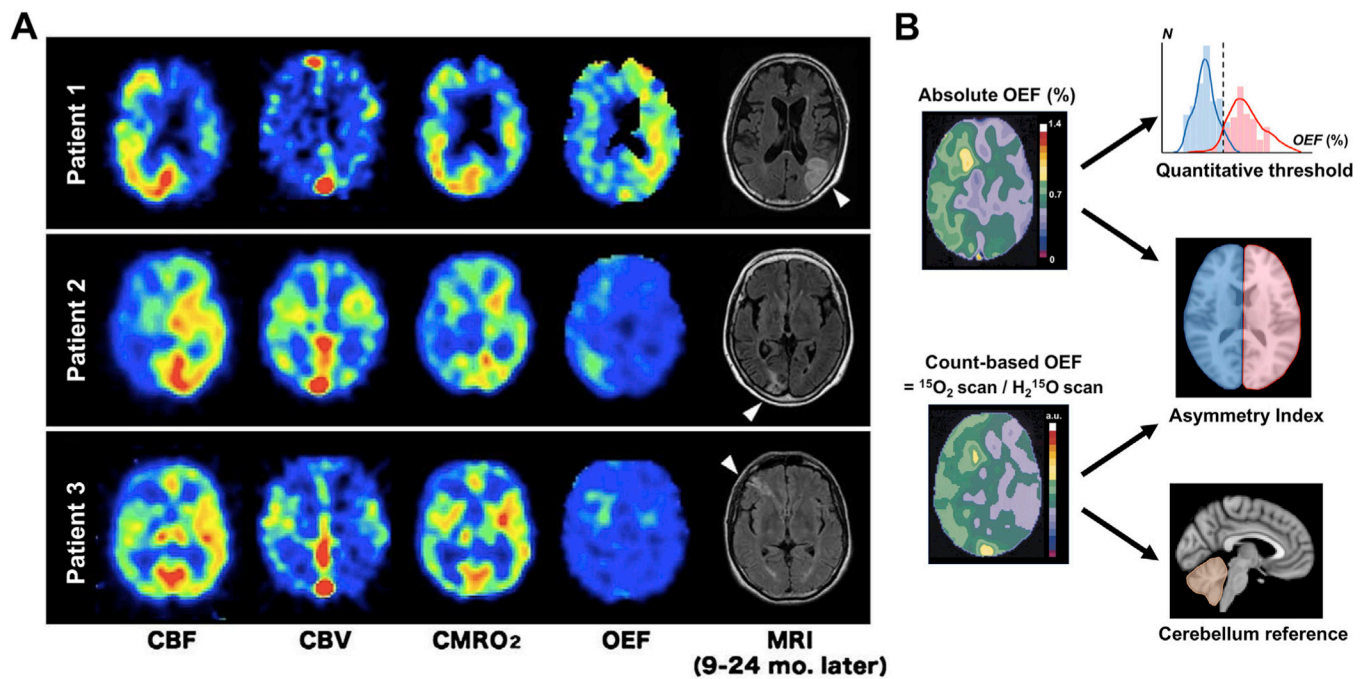 A
Patient 1
Patient 2
Patient 3
CBF
CBV
CMRO₂
OEF
MRI
(9-24 mo. later)
B
Absolute OEF (%)
1.4
0.7
0
N
OEF (%)
Quantitative threshold
Count-based OEF
= ¹⁵O₂ scan / H₂¹⁵O scan
a.u.
Asymmetry Index
Cerebellum reference